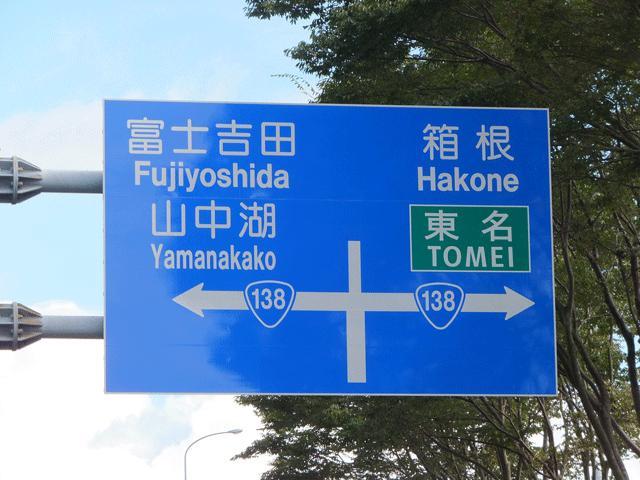 富士吉田
Fujiyoshida
山中湖
Yamanakako
箱根
Hakone
東名
TOMEI
138
138